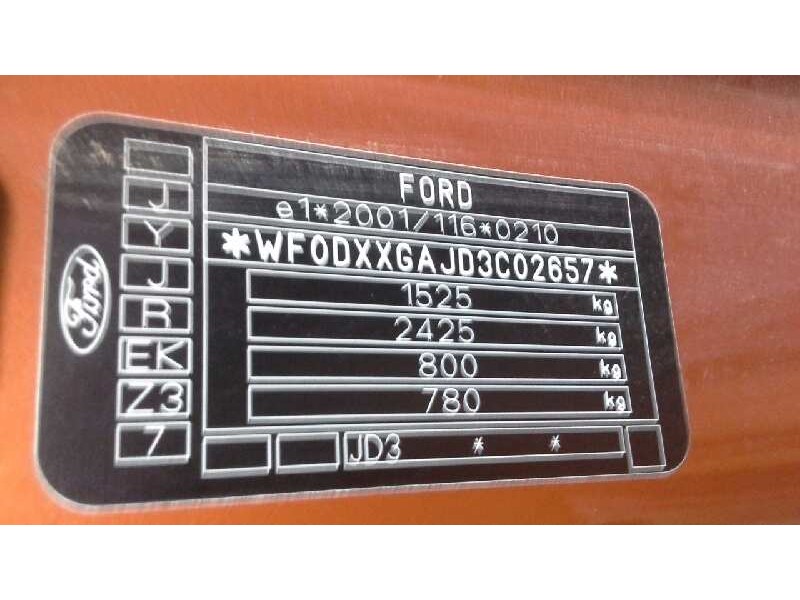 Ford
J
Y
J
R
EK
Z3
7
FORD
e1*2001/116*0210
*WF0DXXGAJD3C02657*
1525 kg
2425 kg
800 kg
780 kg
JD3 * *